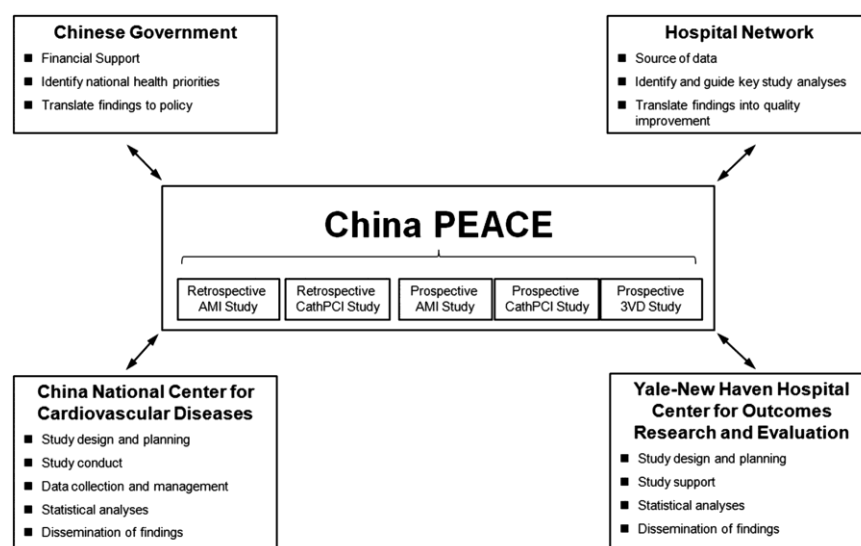 Chinese Government
■ Financial Support
■ Identify national health priorities
■ Translate findings to policy
Hospital Network
■ Source of data
■ Identify and guide key study analyses
■ Translate findings into quality
improvement
China PEACE
Retrospective
AMI Study
Retrospective
CathPCI Study
Prospective
AMI Study
Prospective
CathPCI Study
Prospective
3VD Study
China National Center for
Cardiovascular Diseases
■ Study design and planning
■ Study conduct
■ Data collection and management
■ Statistical analyses
■ Dissemination of findings
Yale-New Haven Hospital
Center for Outcomes
Research and Evaluation
■ Study design and planning
■ Study support
■ Statistical analyses
■ Dissemination of findings